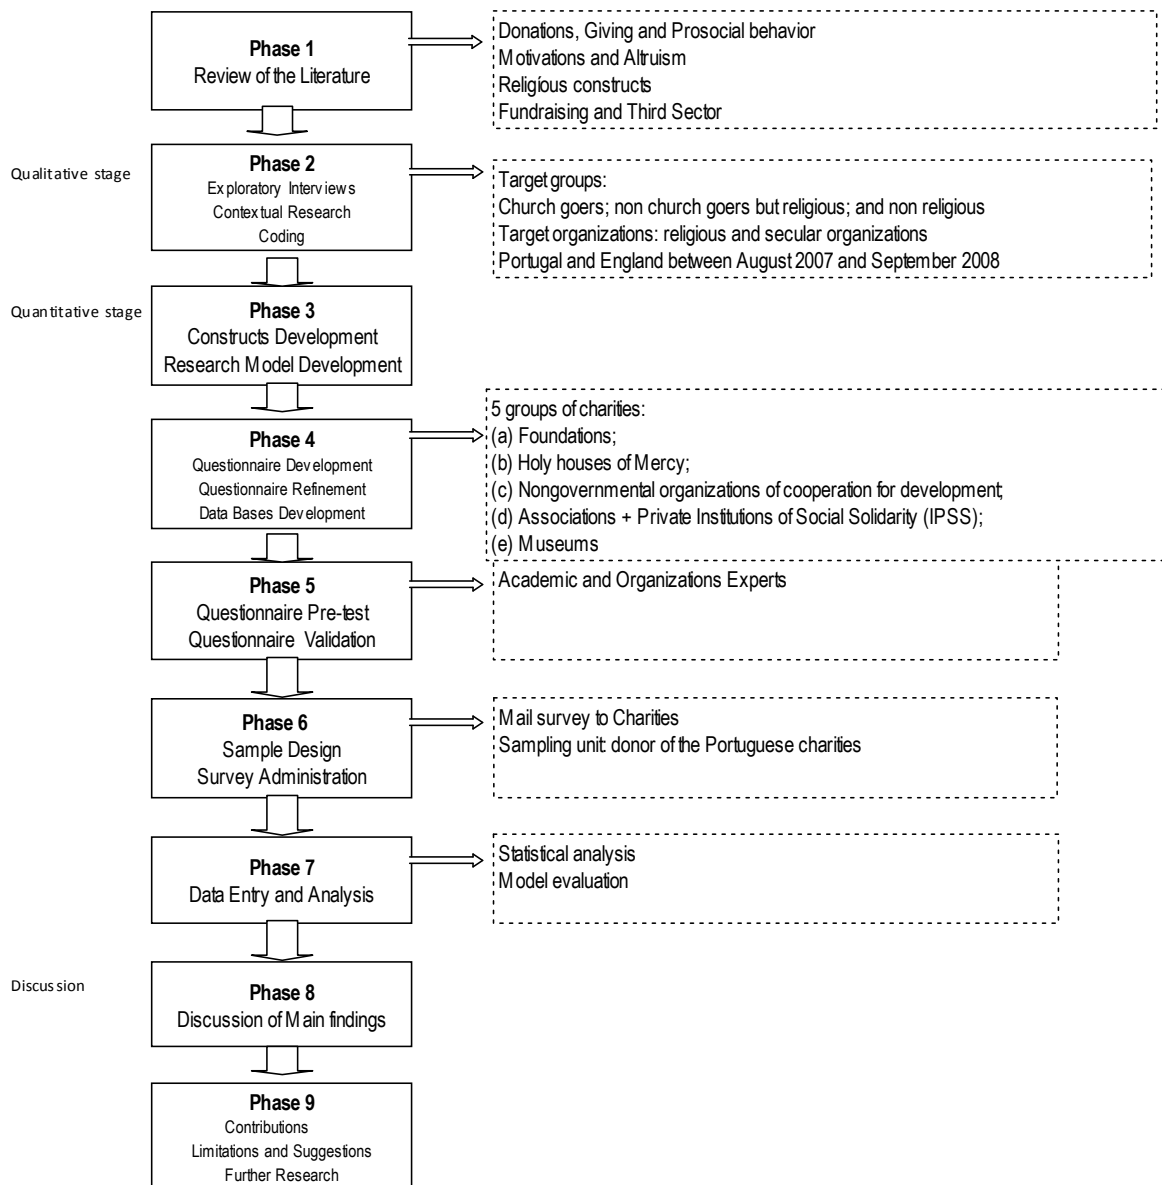 Phase 1
Review of the Literature
Donations, Giving and Prosocial behavior
Motivations and Altruism
Religíous constructs
Fundraising and Third Sector
Qualitative stage
Phase 2
Exploratory Interviews
Contextual Research
Coding
Target groups:
Church goers; non church goers but religious; and non religious
Target organizations: religious and secular organizations
Portugal and England between August 2007 and September 2008
Quantitative stage
Phase 3
Constructs Development
Research Model Development
Phase 4
Questionnaire Development
Questionnaire Refinement
Data Bases Development
5 groups of charities:
(a) Foundations;
(b) Holy houses of Mercy;
(c) Nongovernmental organizations of cooperation for development;
(d) Associations + Private Institutions of Social Solidarity (IPSS);
(e) Museums
Phase 5
Questionnaire Pre-test
Questionnaire Validation
Academic and Organizations Experts
Phase 6
Sample Design
Survey Administration
Mail survey to Charities
Sampling unit: donor of the Portuguese charities
Phase 7
Data Entry and Analysis
Statistical analysis
Model evaluation
Discussion
Phase 8
Discussion of Main findings
Phase 9
Contributions
Limitations and Suggestions
Further Research